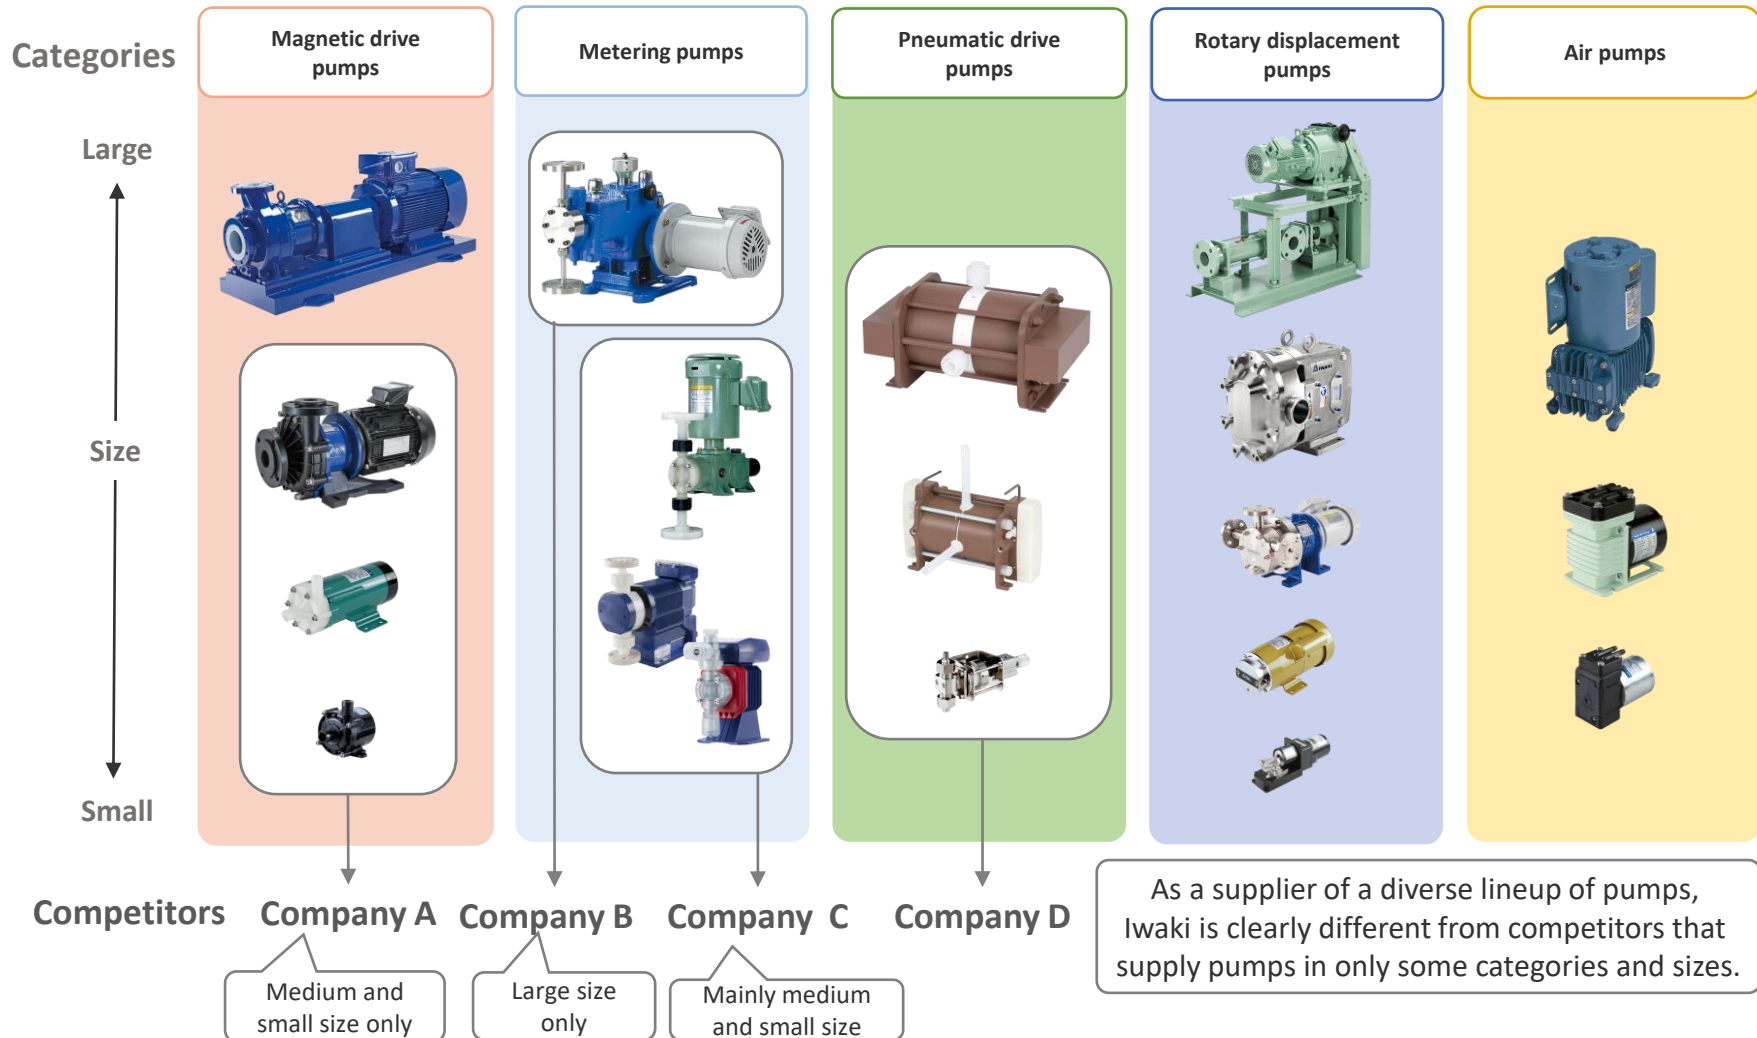 Categories
Magnetic drive
pumps
Metering pumps
Pneumatic drive
pumps
Rotary displacement
pumps
Air pumps
Large
Size
Small
IWAKI
Competitors
Company A
Company B
Company C
Company D
Medium and
small size only
Large size
only
Mainly medium
and small size
As a supplier of a diverse lineup of pumps,
Iwaki is clearly different from competitors that
supply pumps in only some categories and sizes.